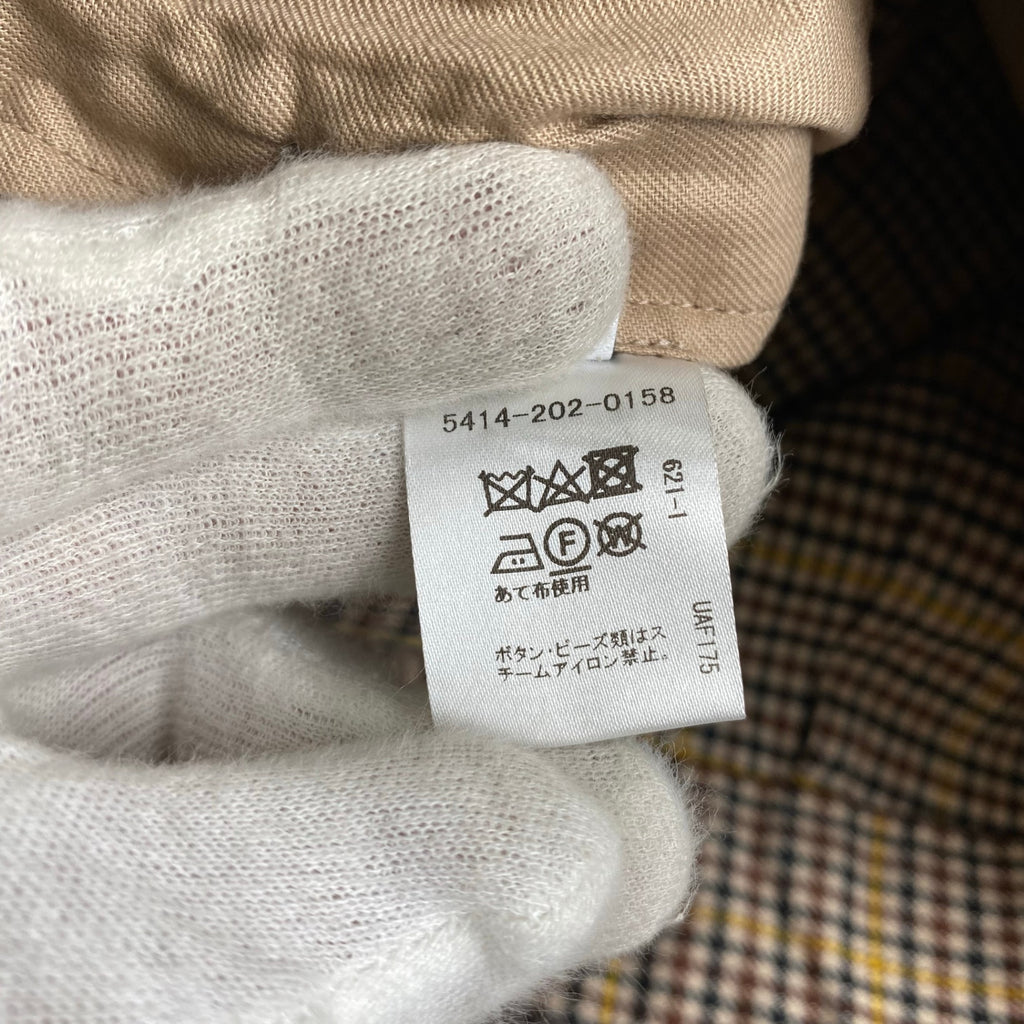 5414-202-0158
621-1
F W
あて布使用
ボタン・ビーズ類はス
チームアイロン禁止。
UAF175